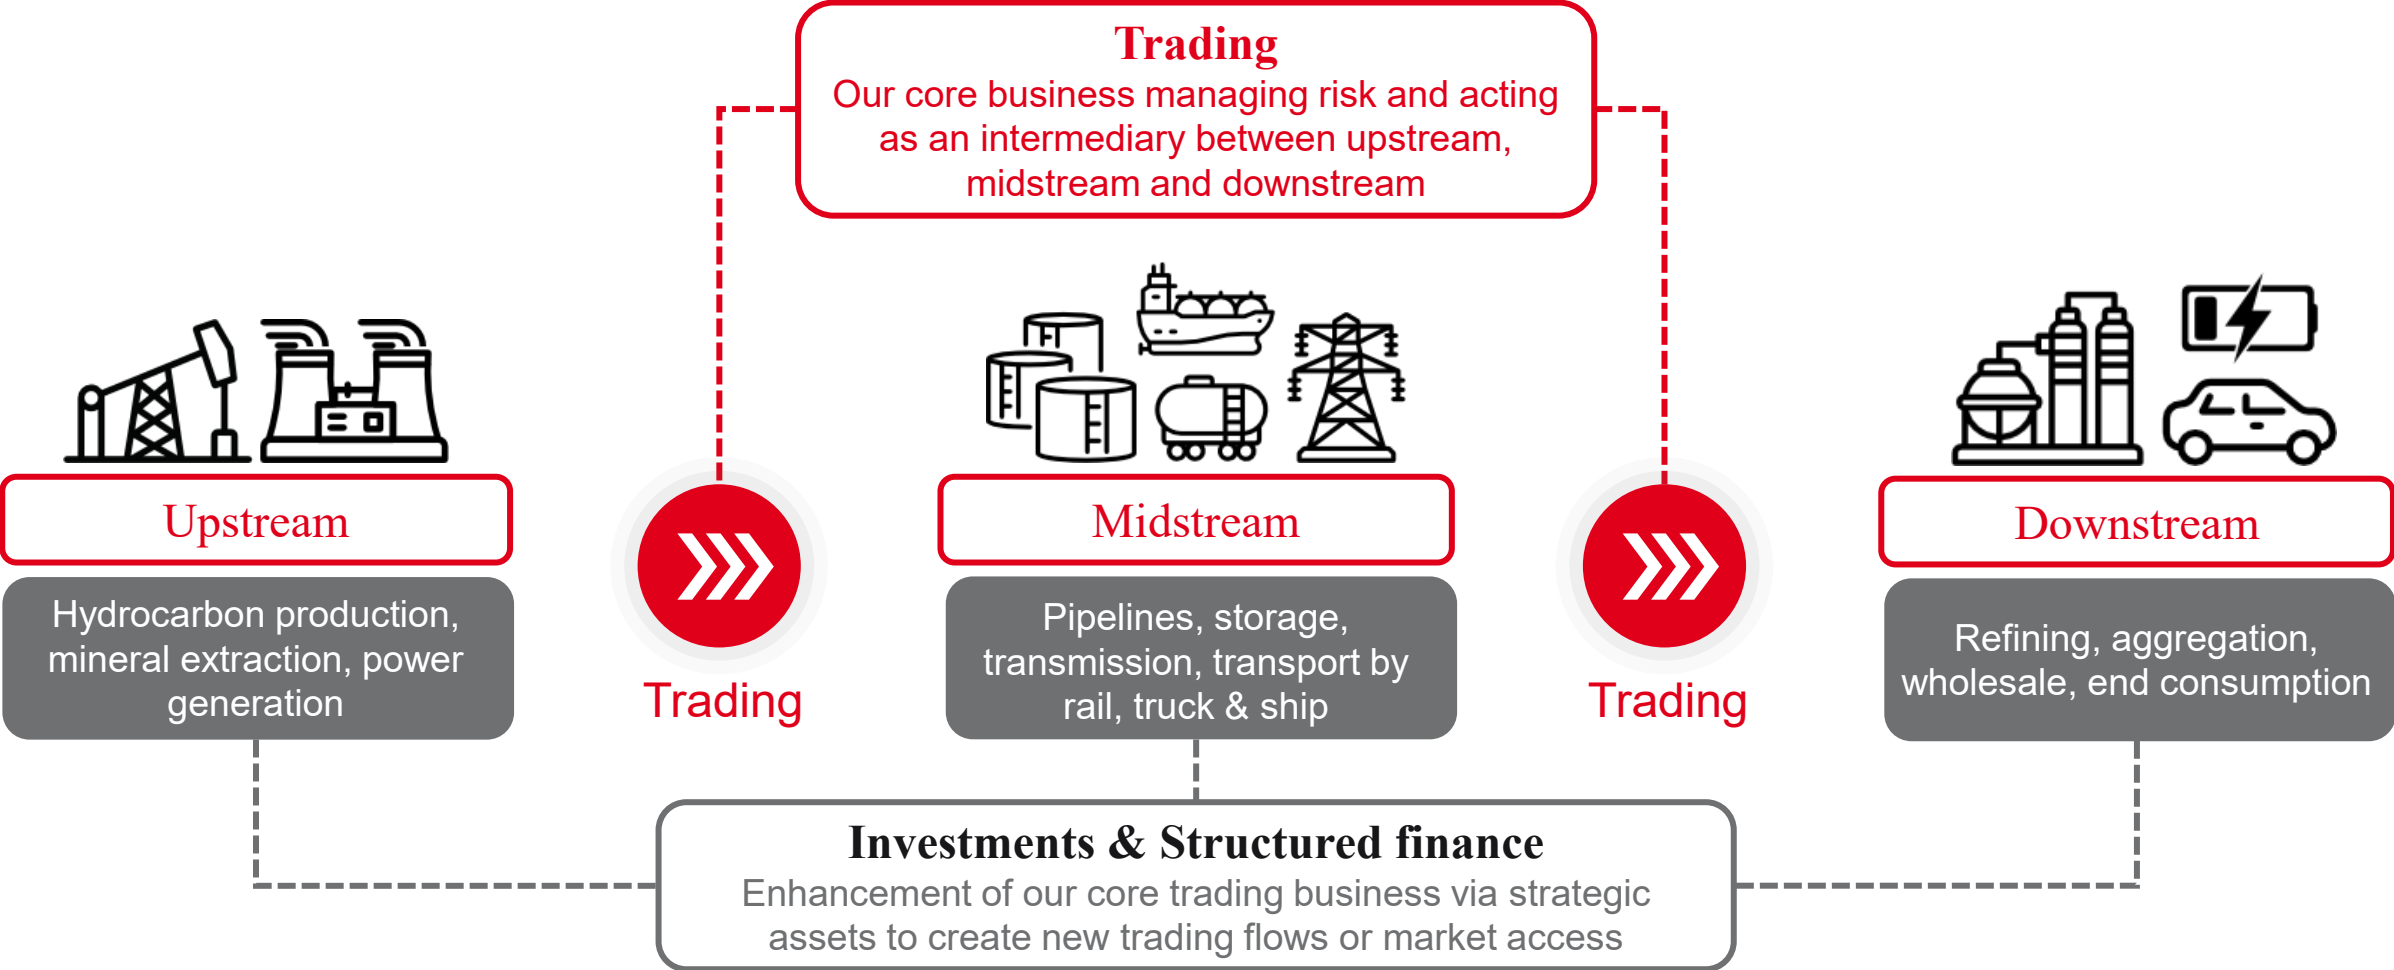 Trading
Our core business managing risk and acting
as an intermediary between upstream,
midstream and downstream
Upstream
Hydrocarbon production,
mineral extraction, power
generation
Trading
Midstream
Pipelines, storage,
transmission, transport by
rail, truck & ship
Trading
Downstream
Refining, aggregation,
wholesale, end consumption
Investments & Structured finance
Enhancement of our core trading business via strategic
assets to create new trading flows or market access